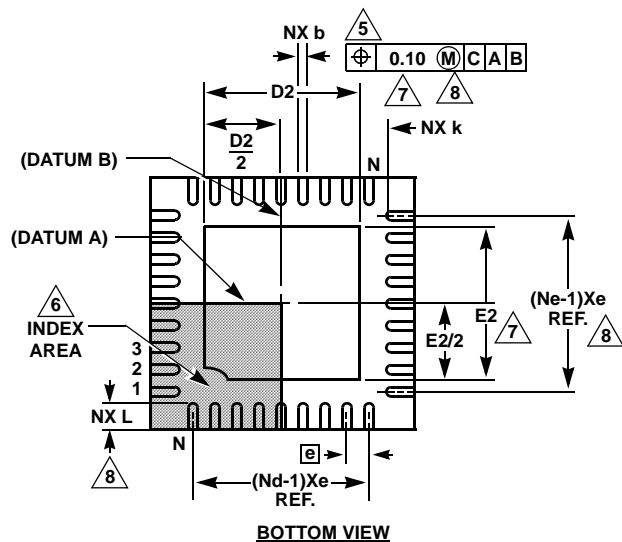 5
NX b
⌖ 0.10 Ⓜ C A B
D2
7
8
D2
2
NX k
(DATUM B)
N
(DATUM A)
6
INDEX
AREA
(Ne-1)Xe
REF.
8
E2
7
E2/2
3
2
1
NX L
8
N
e
(Nd-1)Xe
REF.
BOTTOM VIEW